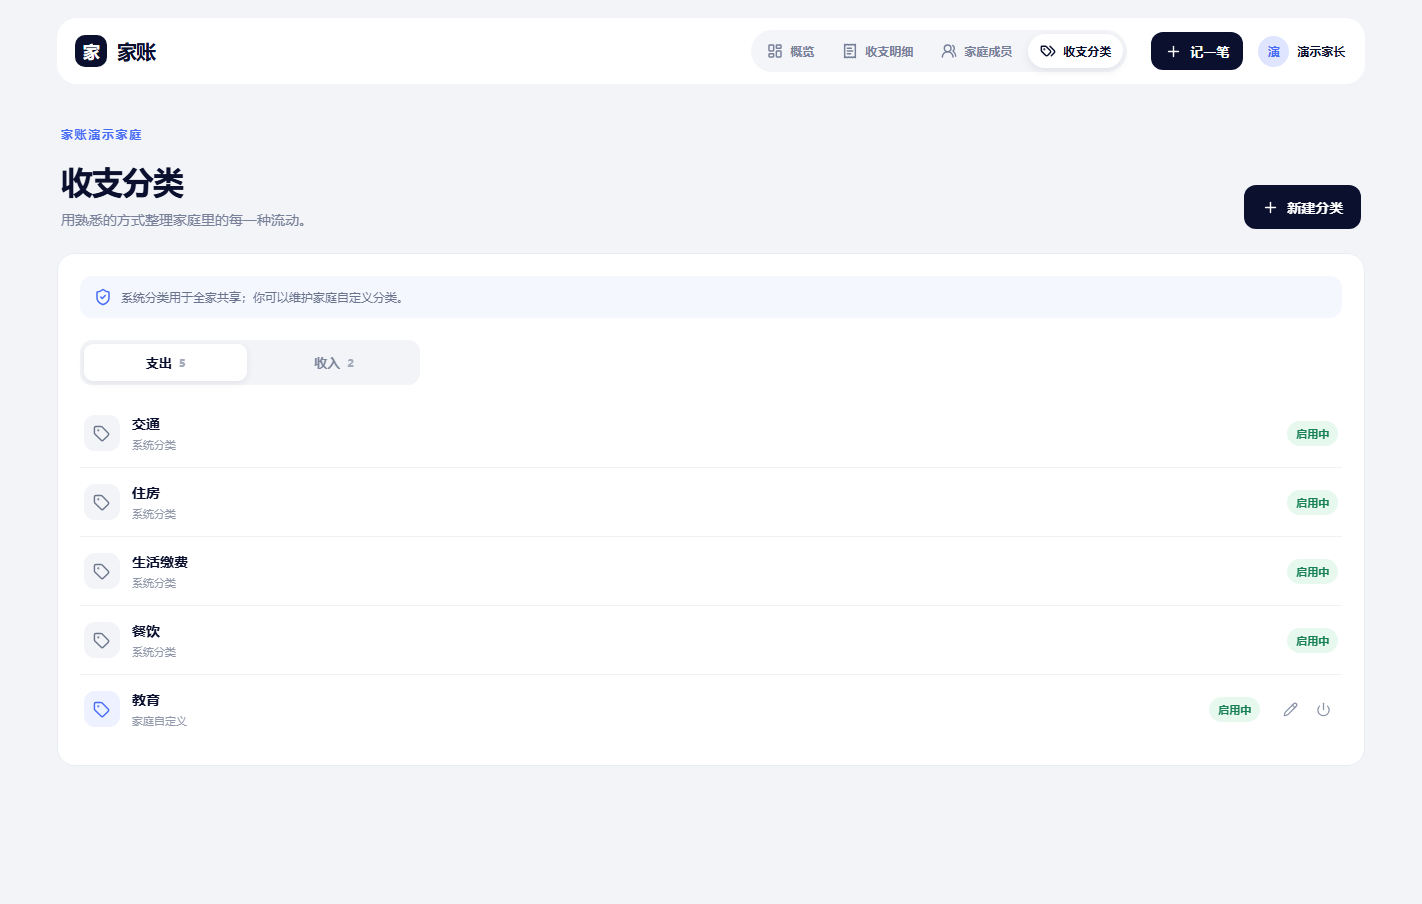 家 家账
概览 收支明细 家庭成员 收支分类 记一笔 演 演示家长
家账演示家庭
收支分类
用熟悉的方式整理家庭里的每一种流动。
新建分类
系统分类用于全家共享；你可以维护家庭自定义分类。
支出 5 收入 2
交通
系统分类
启用中
住房
系统分类
启用中
生活缴费
系统分类
启用中
餐饮
系统分类
启用中
教育
家庭自定义
启用中